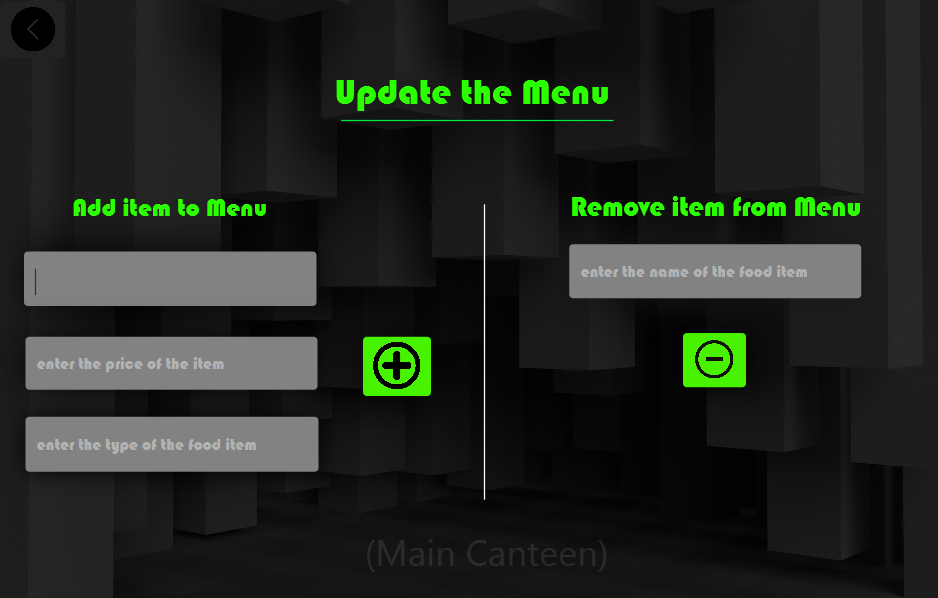 Update the Menu
Add item to Menu
enter the price of the item
enter the type of the food item
Remove item from Menu
enter the name of the food item
(Main Canteen)